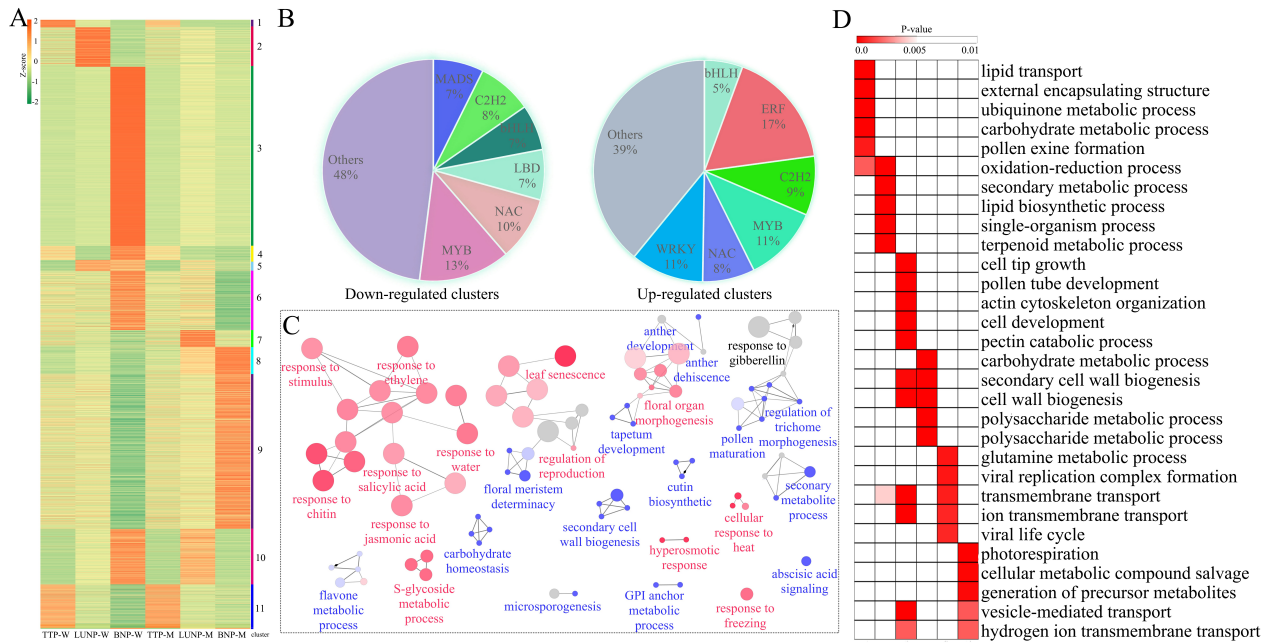 A
2
1
0
-1
-2
Z-score
1
2
3
4
5
6
7
8
9
10
11
TTP-W LUNP-W BNP-W TTP-M LUNP-M BNP-M cluster
B
MADS
7%
C2H2
8%
7%
LBD
7%
NAC
10%
MYB
13%
Others
48%
Down-regulated clusters
bHLH
5%
ERF
17%
C2H2
9%
MYB
11%
NAC
8%
WRKY
11%
Others
39%
Up-regulated clusters
C
response to
stimulus
response to
ethylene
leaf senescence
anther
development
anther
dehiscence
response to
gibberellin
floral organ
morphogenesis
tapetum
development
pollen
maturation
regulation of
trichome
morphogenesis
response to
water
regulation of
reproduction
response to
salicylic acid
response to
chitin
floral meristem
determinacy
cutin
biosynthetic
seconary
metabolite
process
response to
jasmonic acid
secondary cell
wall biogenesis
cellular
response to
heat
carbohydrate
homeostasis
hyperosmotic
response
abscisic acid
signaling
flavone
metabolic
process
S-glycoside
metabolic
process
microsporogenesis
GPI anchor
metabolic
process
response to
freezing
D
P-value
0.0 0.005 0.01
lipid transport
external encapsulating structure
ubiquinone metabolic process
carbohydrate metabolic process
pollen exine formation
oxidation-reduction process
secondary metabolic process
lipid biosynthetic process
single-organism process
terpenoid metabolic process
cell tip growth
pollen tube development
actin cytoskeleton organization
cell development
pectin catabolic process
carbohydrate metabolic process
secondary cell wall biogenesis
cell wall biogenesis
polysaccharide metabolic process
polysaccharide metabolic process
glutamine metabolic process
viral replication complex formation
transmembrane transport
ion transmembrane transport
viral life cycle
photorespiration
cellular metabolic compound salvage
generation of precursor metabolites
vesicle-mediated transport
hydrogen ion transmembrane transport